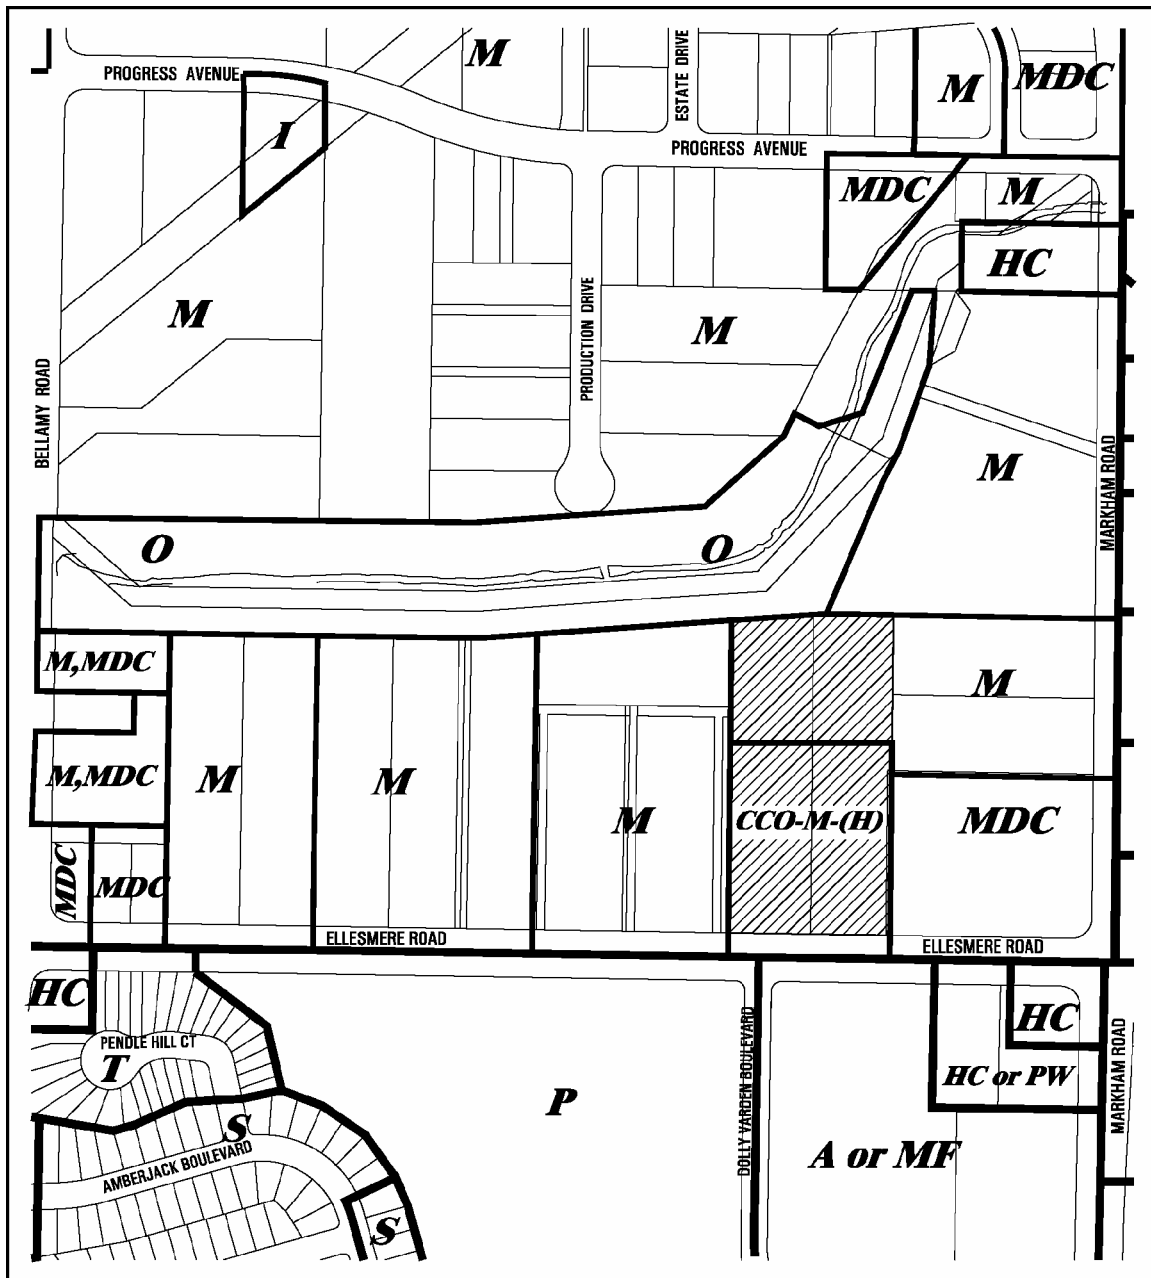 M
ESTATE DRIVE
M
MDC
PROGRESS AVENUE
I
PROGRESS AVENUE
MDC
M
HC
M
M
PRODUCTION DRIVE
BELLAMY ROAD
M
MARKHAM ROAD
O
O
M,MDC
M
M,MDC
M
M
M
CCO-M-(H)
MDC
MDC
MDC
ELLESMERE ROAD
ELLESMERE ROAD
HC
HC
PENDLE HILL CT
T
HC or PW
DOLLY VARDEN BOULEVARD
MARKHAM ROAD
P
S
A or MF
AMBERJACK BOULEVARD
S